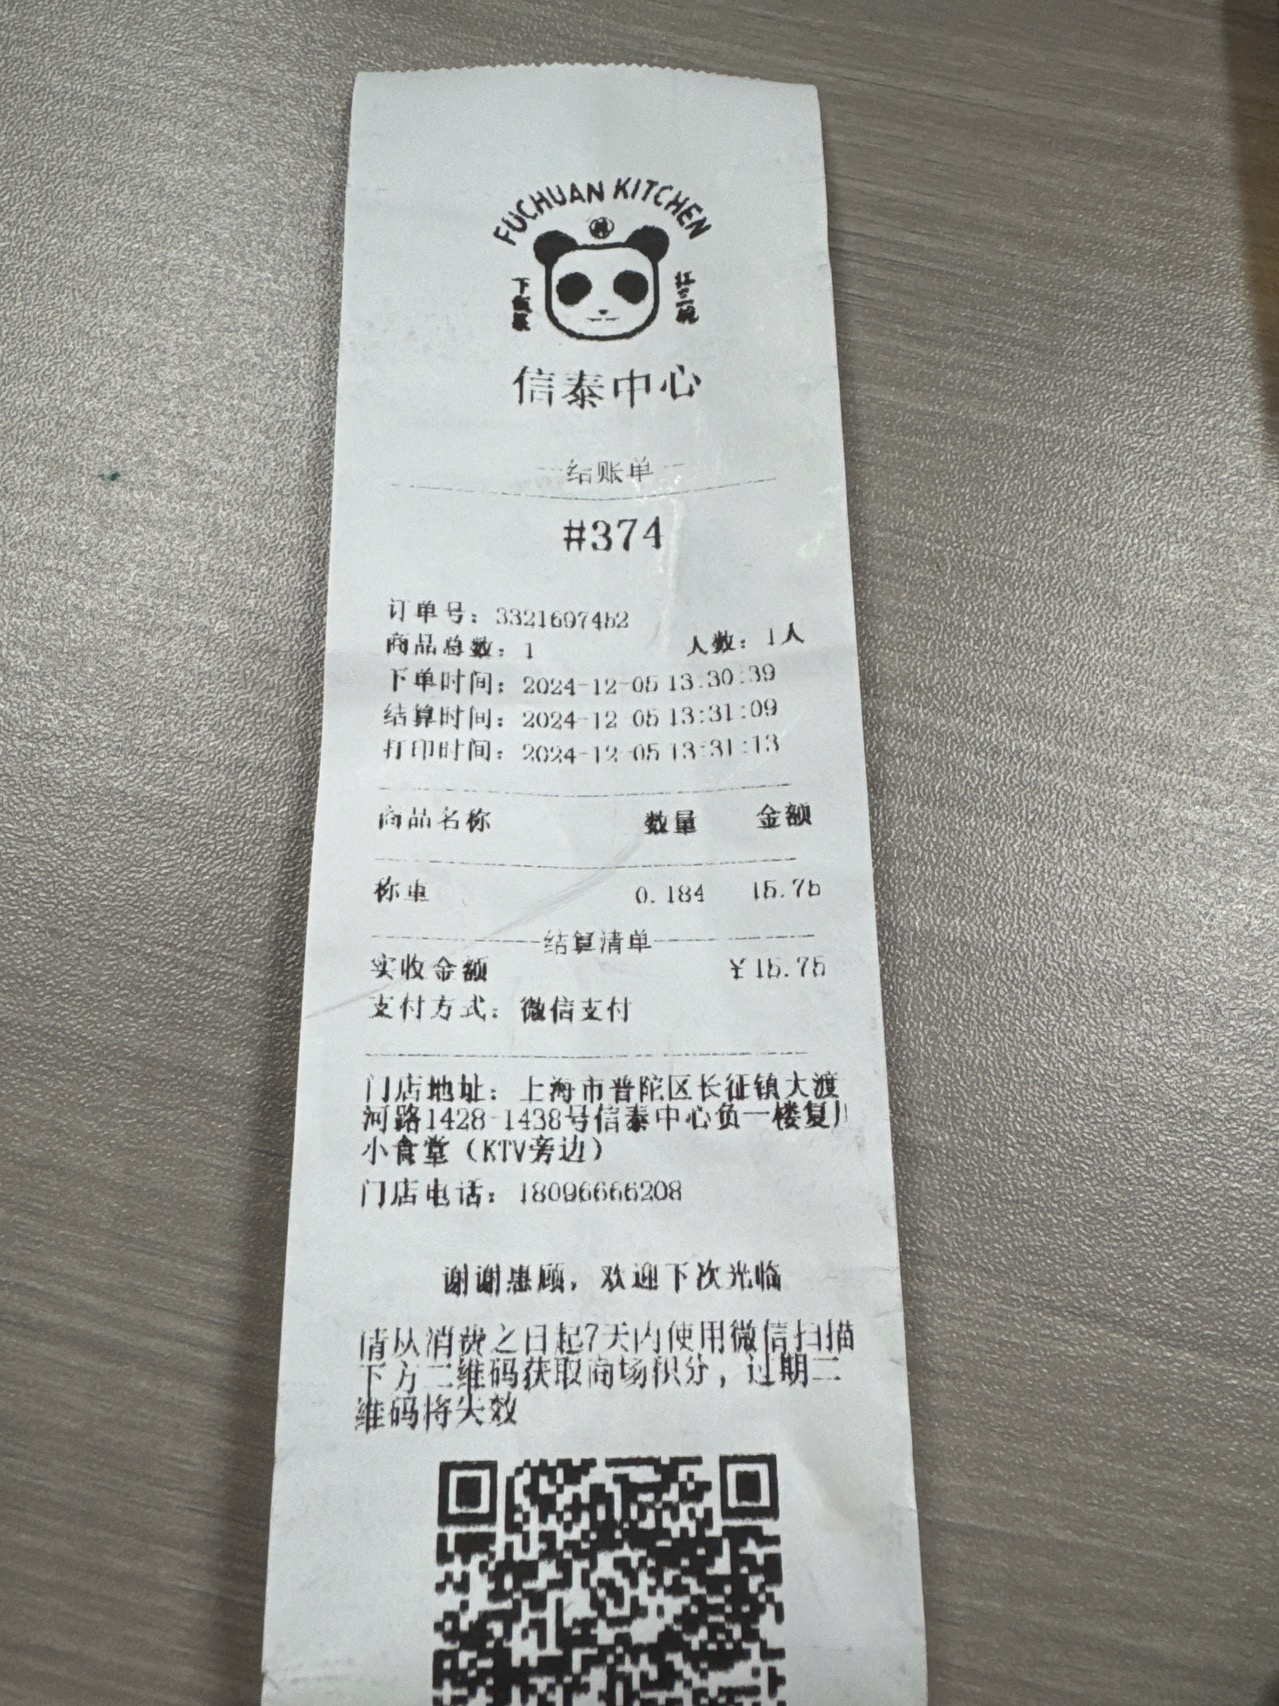 FUCHUAN KITCHEN
下饭菜
红三碗
信泰中心
结账单
#374
订单号：3321697452
商品总数：1 人数：1人
下单时间：2024-12-05 13:30:39
结算时间：2024-12-05 13:31:09
打印时间：2024-12-05 13:31:13
商品名称 数量 金额
称重 0.184 15.75
结算清单
实收金额 ¥15.75
支付方式：微信支付
门店地址：上海市普陀区长征镇大渡
河路1428-1438号信泰中心负一楼复川
小食堂（KTV旁边）
门店电话：18096666208
谢谢惠顾，欢迎下次光临
请从消费之日起7天内使用微信扫描
下方二维码获取商场积分，过期二
维码将失效